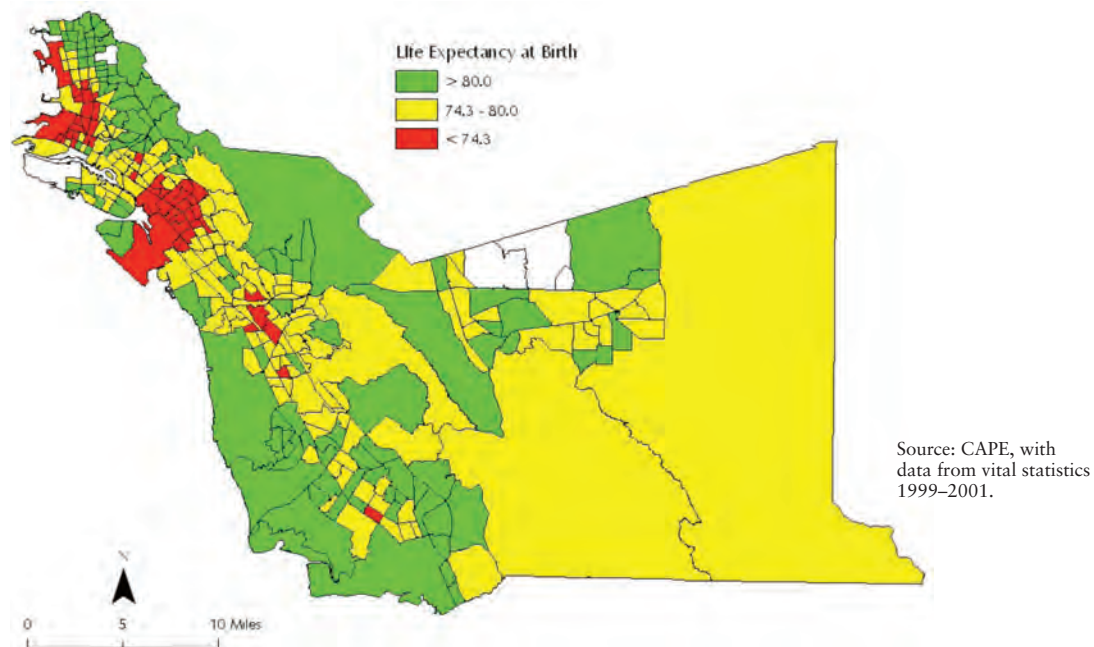 Life Expectancy at Birth
> 80.0
74.3 - 80.0
< 74.3
Source: CAPE, with
data from vital statistics
1999–2001.
N
0 5 10 Miles